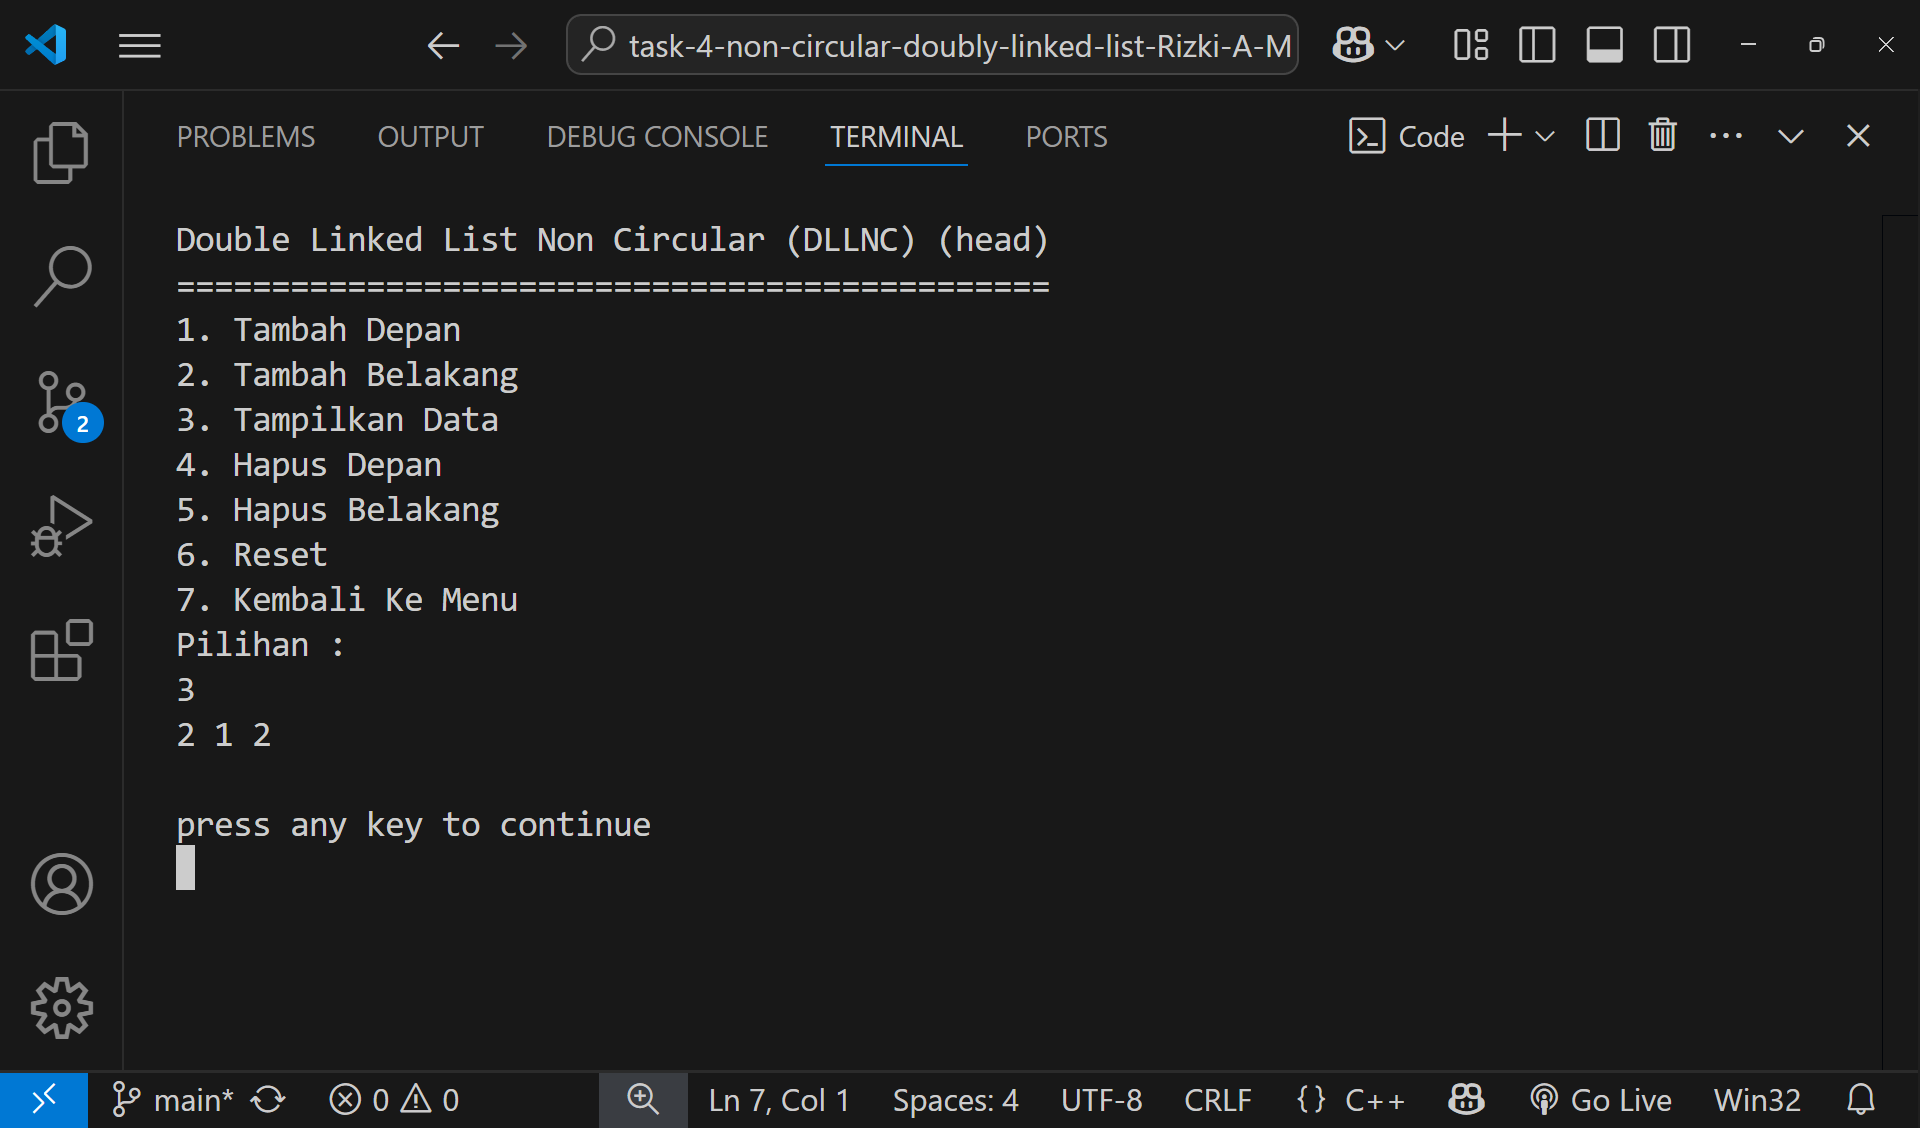 task-4-non-circular-doubly-linked-list-Rizki-A-M
PROBLEMS OUTPUT DEBUG CONSOLE TERMINAL PORTS Code
Double Linked List Non Circular (DLLNC) (head)
==============================================
1. Tambah Depan
2. Tambah Belakang
3. Tampilkan Data
4. Hapus Depan
5. Hapus Belakang
6. Reset
7. Kembali Ke Menu
Pilihan :
3
2 1 2
press any key to continue
2
main* 0 0 Ln 7, Col 1 Spaces: 4 UTF-8 CRLF {} C++ Go Live Win32